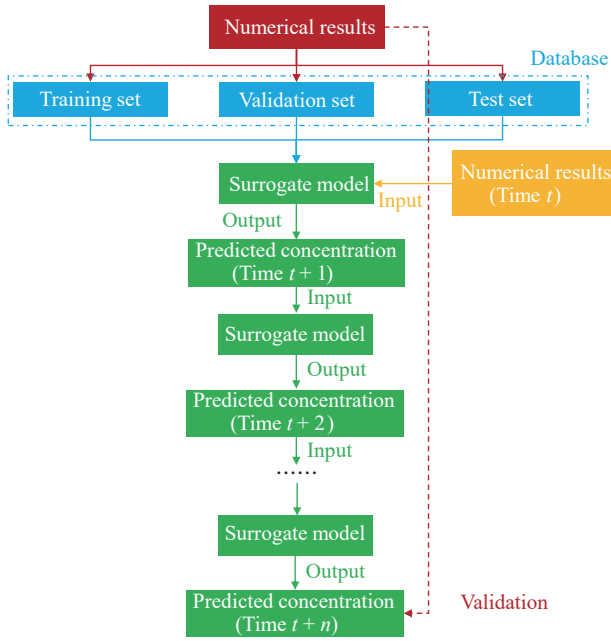 Numerical results
Database
Training set
Validation set
Test set
Surrogate model
Input
Numerical results
(Time t)
Output
Predicted concentration
(Time t + 1)
Input
Surrogate model
Output
Predicted concentration
(Time t + 2)
Input
......
Surrogate model
Output
Predicted concentration
(Time t + n)
Validation